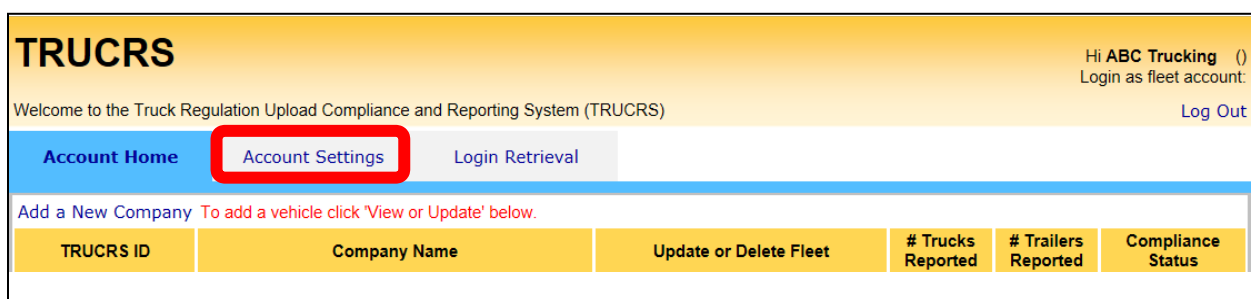 TRUCRS
Hi ABC Trucking ()
Login as fleet account:
Welcome to the Truck Regulation Upload Compliance and Reporting System (TRUCRS)
Log Out
Account Home Account Settings Login Retrieval
Add a New Company To add a vehicle click 'View or Update' below.
TRUCRS ID Company Name Update or Delete Fleet # Trucks Reported # Trailers Reported Compliance Status